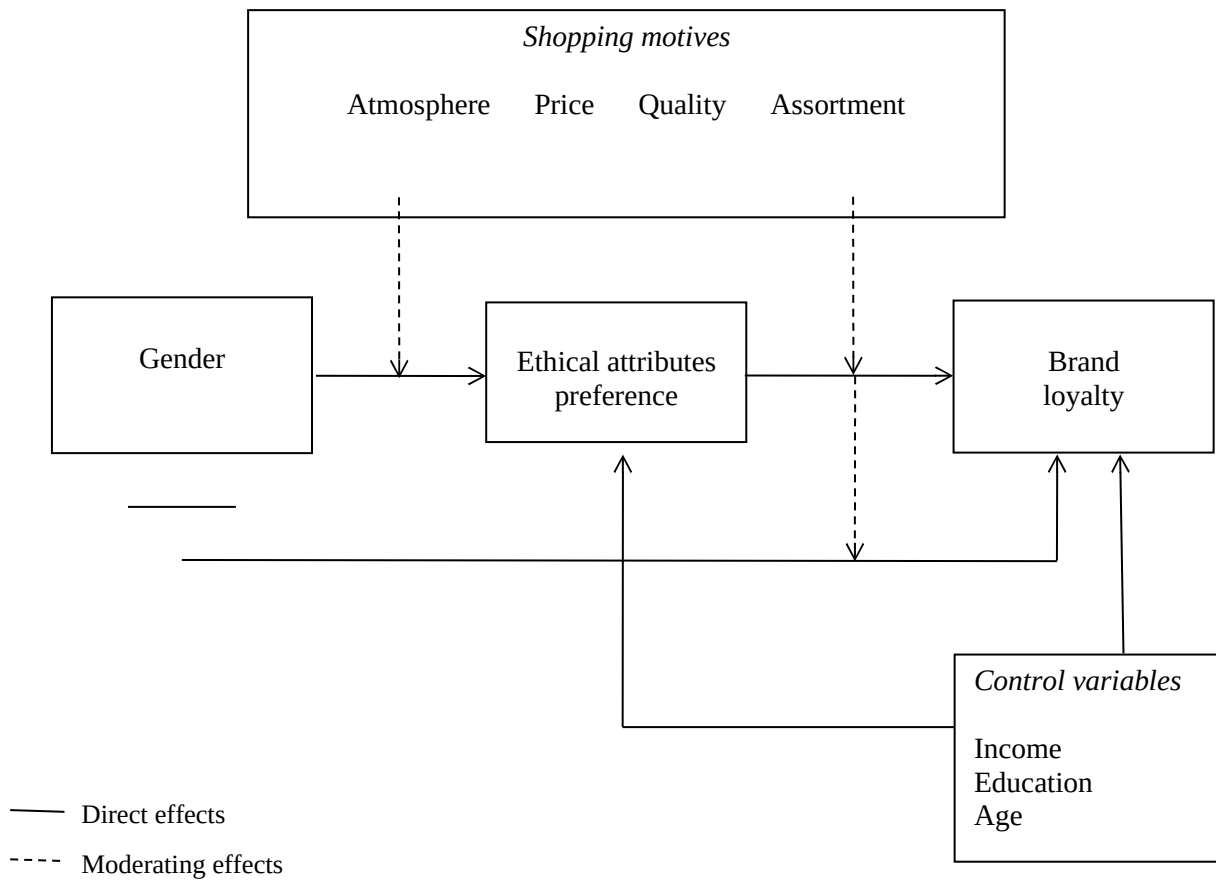 Shopping motives
Atmosphere Price Quality Assortment
Gender
Ethical attributes
preference
Brand
loyalty
Control variables
Income
Education
Age
Direct effects
Moderating effects